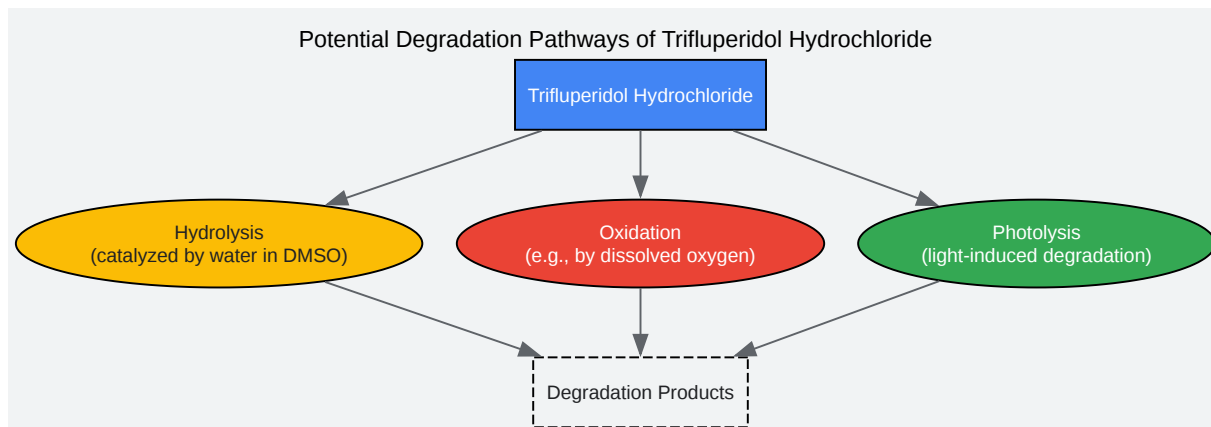 Potential Degradation Pathways of Trifluperidol Hydrochloride
Trifluperidol Hydrochloride
Hydrolysis
(catalyzed by water in DMSO)
Oxidation
(e.g., by dissolved oxygen)
Photolysis
(light-induced degradation)
Degradation Products